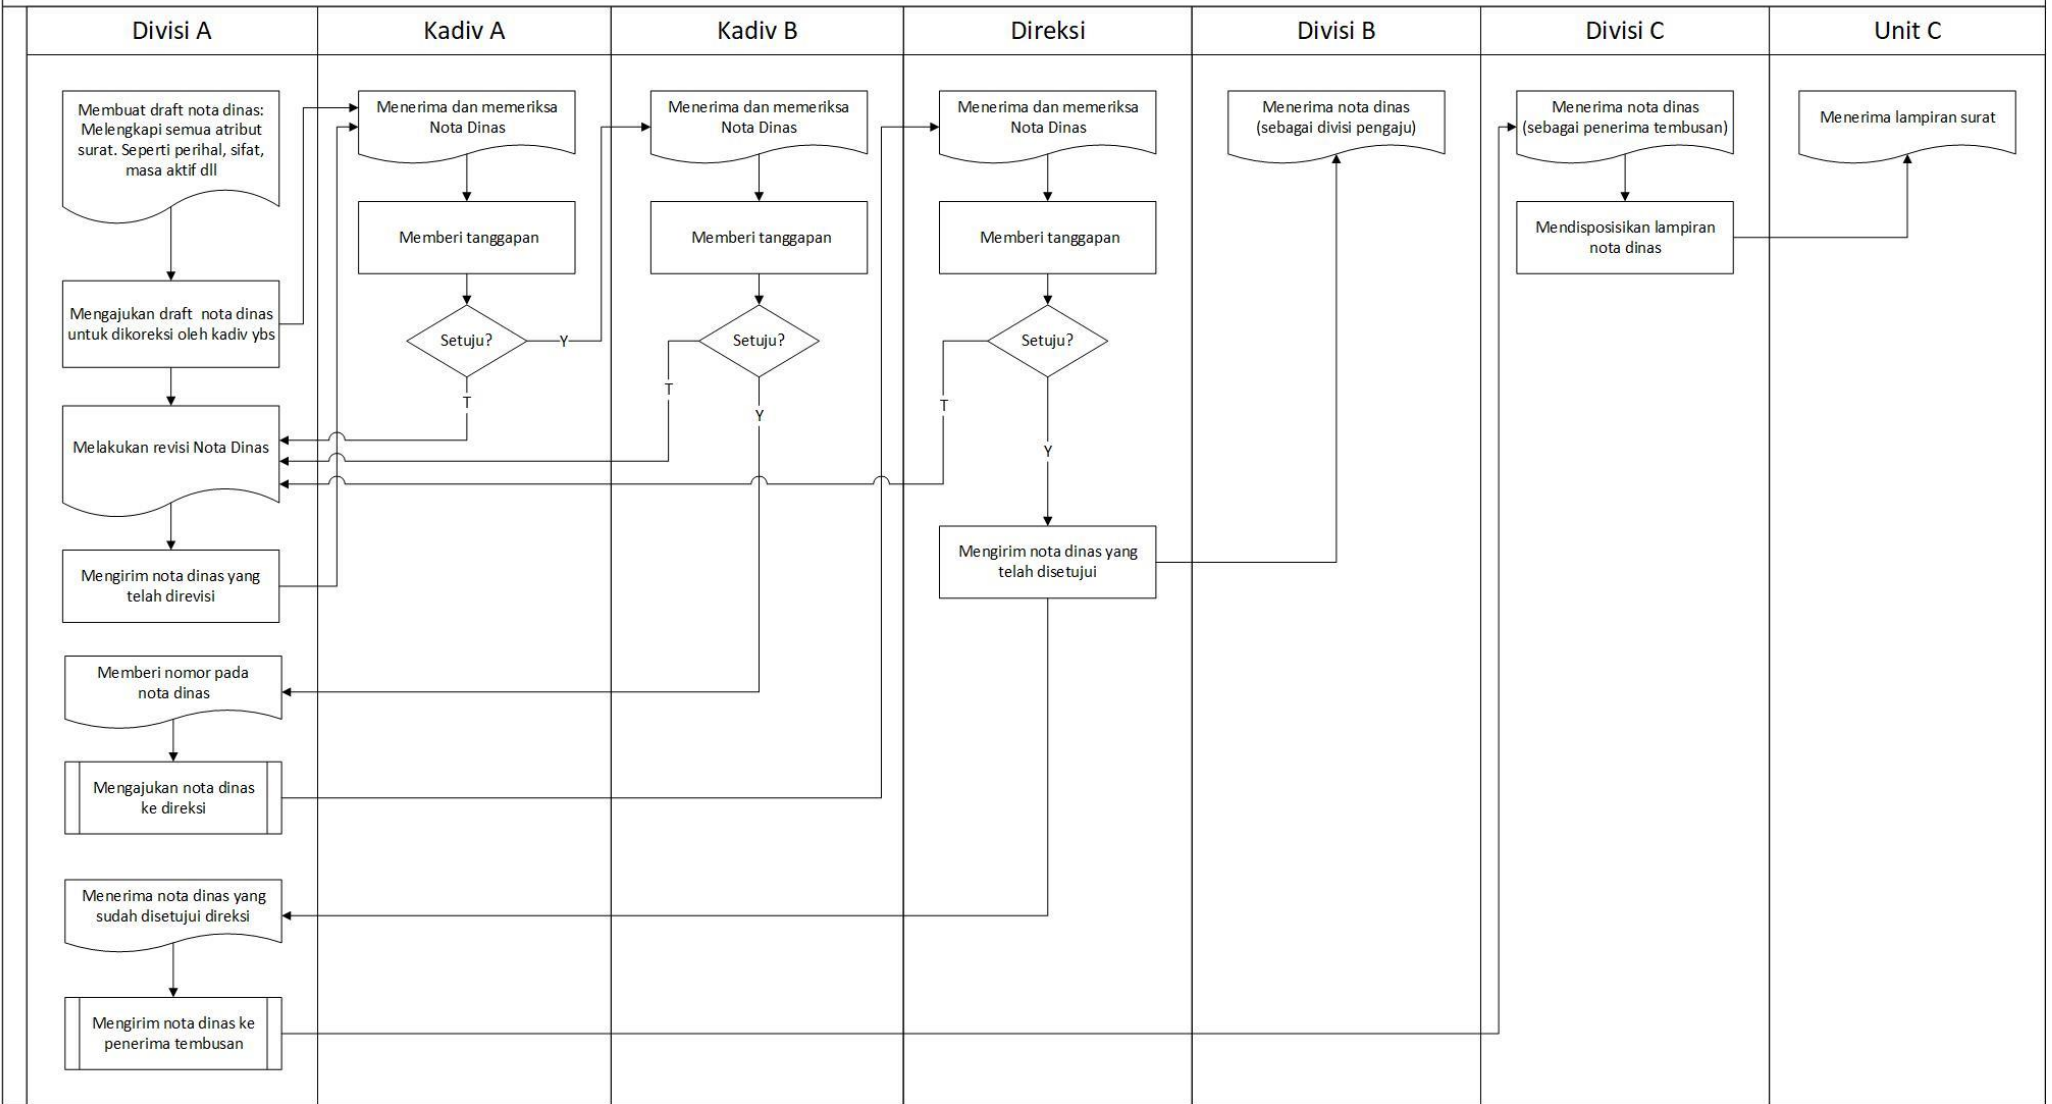 Divisi A
Kadiv A
Kadiv B
Direksi
Divisi B
Divisi C
Unit C
Membuat draft nota dinas:
Melengkapi semua atribut
surat. Seperti perihal, sifat,
masa aktif dll
Mengajukan draft nota dinas
untuk dikoreksi oleh kadiv ybs
Melakukan revisi Nota Dinas
Mengirim nota dinas yang
telah direvisi
Memberi nomor pada
nota dinas
Mengajukan nota dinas
ke direksi
Menerima nota dinas yang
sudah disetujui direksi
Mengirim nota dinas ke
penerima tembusan
Menerima dan memeriksa
Nota Dinas
Memberi tanggapan
Setuju?
Y
T
Menerima dan memeriksa
Nota Dinas
Memberi tanggapan
Setuju?
T
Y
Menerima dan memeriksa
Nota Dinas
Memberi tanggapan
Setuju?
T
Y
Mengirim nota dinas yang
telah disetujui
Menerima nota dinas
(sebagai divisi pengaju)
Menerima nota dinas
(sebagai penerima tembusan)
Mendisposisikan lampiran
nota dinas
Menerima lampiran surat